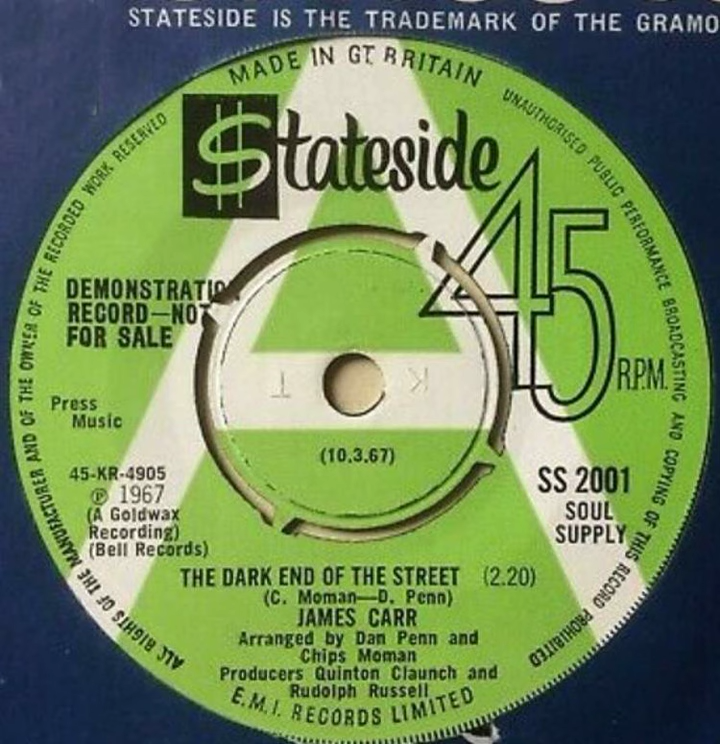 STATESIDE IS THE TRADEMARK OF THE GRAMO
MADE IN GT. BRITAIN
UNAUTHORISED PUBLIC PERFORMANCE BROADCASTING AND COPYING OF THIS RECORD PROHIBITED
ALL RIGHTS OF THE MANUFACTURER AND OF THE OWNER OF THE RECORDED WORK RESERVED
$tateside
45
R.P.M.
DEMONSTRATIO
RECORD—NOT
FOR SALE
K T
Press
Music
(10.3.67)
45-KR-4905
℗ 1967
(A Goldwax
Recording)
(Bell Records)
SS 2001
SOUL
SUPPLY
THE DARK END OF THE STREET (2.20)
(C. Moman—D. Penn)
JAMES CARR
Arranged by Dan Penn and
Chips Moman
Producers Quinton Claunch and
Rudolph Russell
E.M.I. RECORDS LIMITED